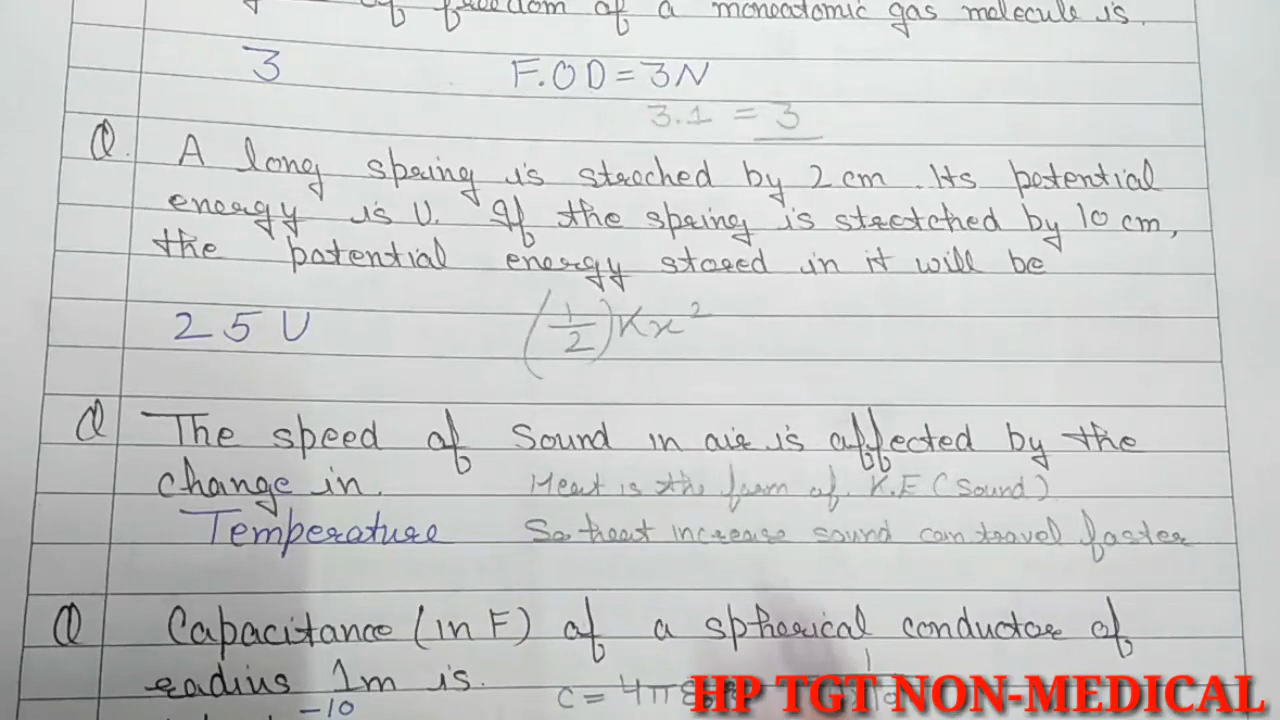 of freedom of a monoatomic gas molecule is.
3 F.OD = 3N
3.1 = 3
Q. A long spring is streched by 2 cm. Its potential
energy is U. If the spring is stretched by 10 cm,
the potential energy stored in it will be
25 U (1/2) Kx²
Q The speed of Sound in air is affected by the
change in. Heat is the form of K.E (Sound)
Temperature So heat increase sound can travel faster
Q Capacitance (in F) of a spherical conductor of
radius 1m is.
C = 4πε
-10
HP TGT NON-MEDICAL